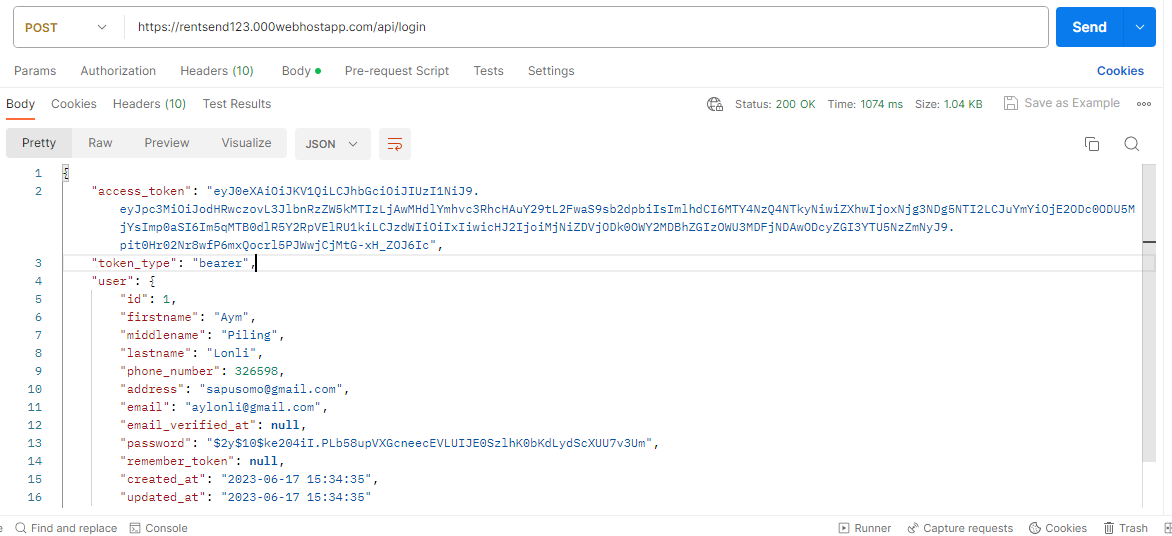 POST https://rentsend123.000webhostapp.com/api/login Send
Params Authorization Headers (10) Body Pre-request Script Tests Settings Cookies
Body Cookies Headers (10) Test Results Status: 200 OK Time: 1074 ms Size: 1.04 KB Save as Example
Pretty Raw Preview Visualize JSON
1 {
2 "access_token": "eyJ0eXAiOiJKV1QiLCJhbGciOiJIUzI1NiJ9.
eyJpc3MiOiJodHRwczovL3JlbnRzZW5kMTIzLjAwMHdlYmhvc3RhcHAuY29tL2FwaS9sb2dpbiIsImlhdCI6MTY4NzQ4NTkyNiwiZXhwIjoxNjg3NDg5NTI2LCJuYmYiOjE2ODc0ODU5M
jYsImp0aSI6Im5qMTB0dlR5Y2RpVElRU1kiLCJzdWIiOiIxIiwicHJ2IjoiMjNiZDVjODk0OWY2MDBhZGIzOWU3MDFjNDAwODcyZGI3YTU5NzZmNyJ9.
pit0Hr02Nr8wfP6mxQocrl5PJWwjCjMtG-xH_ZOJ6Ic",
3 "token_type": "bearer",
4 "user": {
5 "id": 1,
6 "firstname": "Aym",
7 "middlename": "Piling",
8 "lastname": "Lonli",
9 "phone_number": 326598,
10 "address": "sapusomo@gmail.com",
11 "email": "aylonli@gmail.com",
12 "email_verified_at": null,
13 "password": "$2y$10$ke204iI.PLb58upVXGcneecEVLUIJE0SzlhK0bKdLydScXUU7v3Um",
14 "remember_token": null,
15 "created_at": "2023-06-17 15:34:35",
16 "updated_at": "2023-06-17 15:34:35"
Find and replace Console Runner Capture requests Cookies Trash